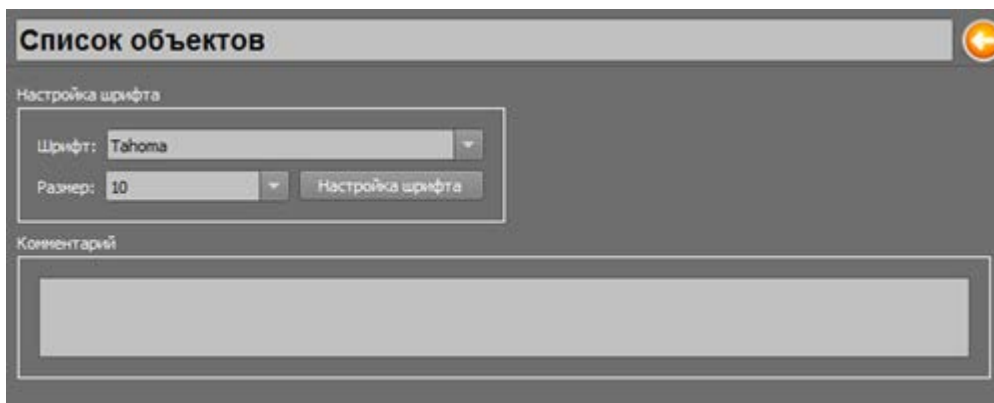 Список объектов
Настройка шрифта
Шрифт: Tahoma
Размер: 10 Настройка шрифта
Комментарий